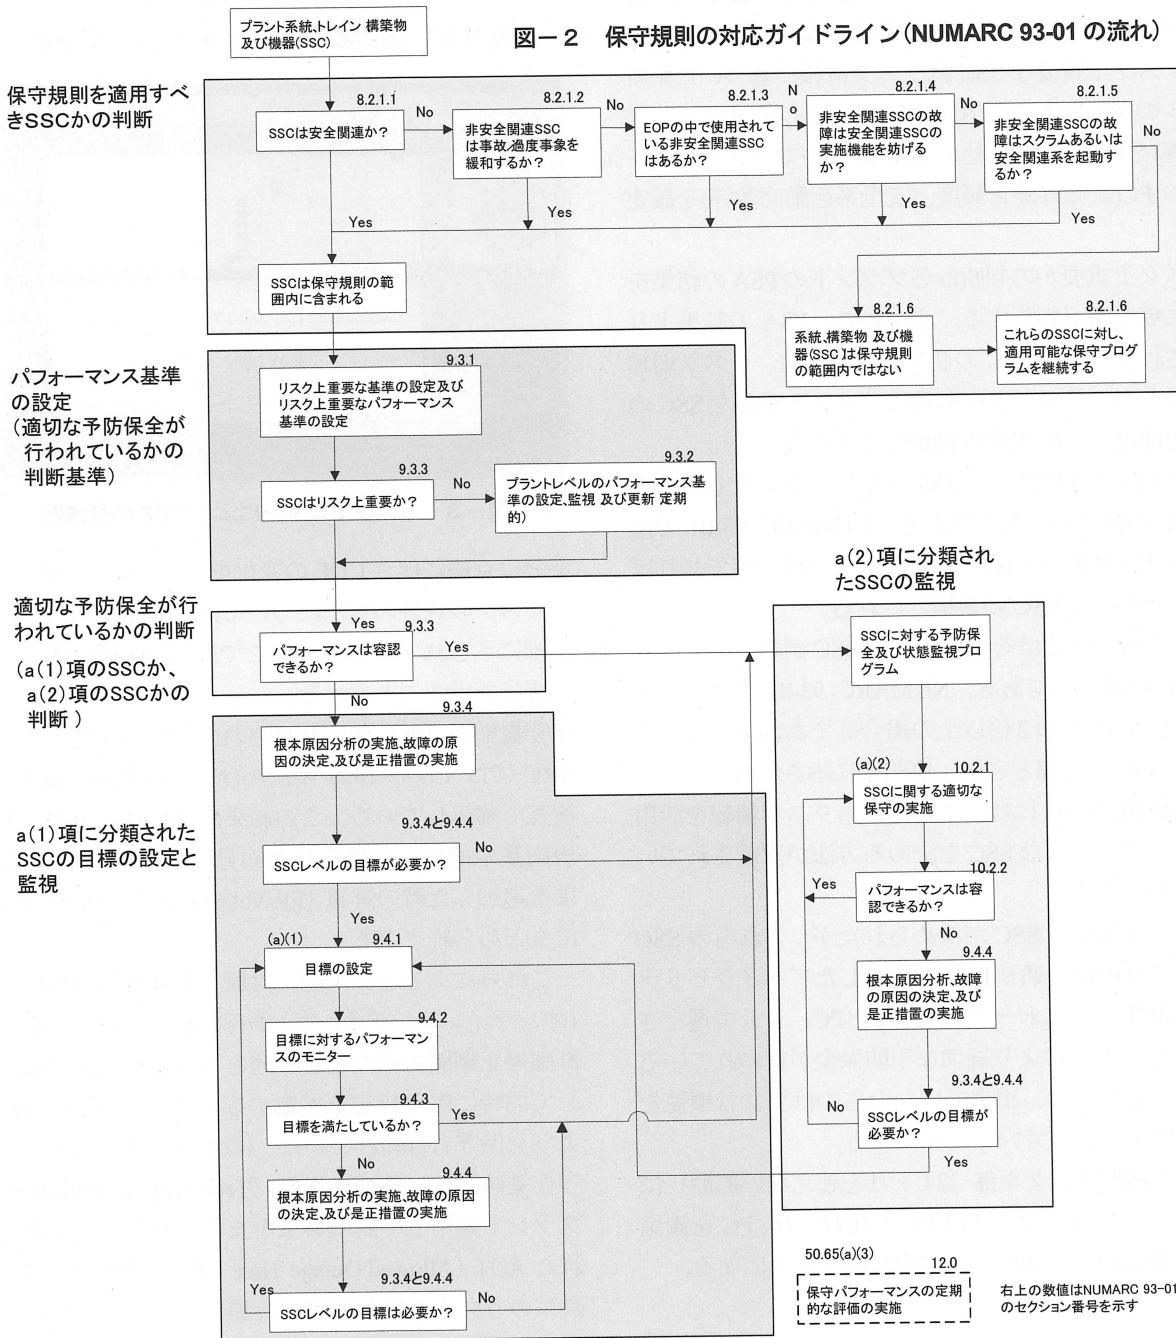 図－２　保守規則の対応ガイドライン(NUMARC 93-01 の流れ)
プラント系統､トレイン 構築物
及び機器(SSC)
保守規則を適用すべ
きSSCかの判断
8.2.1.1
SSCは安全関連か？
No
8.2.1.2
非安全関連SSC
は事故､過度事象を
緩和するか？
No
8.2.1.3
EOPの中で使用されて
いる非安全関連SSC
はあるか？
N
o
8.2.1.4
非安全関連SSCの
故障は安全関連SSCの
実施機能を妨げる
か？
No
8.2.1.5
非安全関連SSCの故
障はスクラムあるいは
安全関連系を起動す
るか？
No
Yes
Yes
Yes
Yes
Yes
SSCは保守規則の範
囲内に含まれる
8.2.1.6
系統､構築物 及び機
器(SSC )は保守規則
の範囲内ではない
8.2.1.6
これらのSSCに対し、
適用可能な保守プログ
ラムを継続する
パフォーマンス基準
の設定
(適切な予防保全が
行われているかの
判断基準)
9.3.1
リスク上重要な基準の設定及び
リスク上重要なパフォーマンス
基準の設定
9.3.3
SSCはリスク上重要か？
No
9.3.2
プラントレベルのパフォーマンス基
準の設定､監視 及び更新 定期
的)
適切な予防保全が行
われているかの判断
(a(1)項のSSCか、
a(2)項のSSCかの
判断 )
Yes
9.3.3
パフォーマンスは容認
できるか？
Yes
No
9.3.4
根本原因分析の実施､故障の原
因の決定､及び是正措置の実施
a(1)項に分類された
SSCの目標の設定と
監視
9.3.4と9.4.4
SSCレベルの目標が必要か？
No
Yes
(a)(1)
9.4.1
目標の設定
9.4.2
目標に対するパフォーマン
スのモニター
9.4.3
目標を満たしているか？
Yes
No
9.4.4
根本原因分析の実施､故障の原因
の決定､及び是正措置の実施
9.3.4と9.4.4
Yes
SSCレベルの目標は必要か？
No
a(2)項に分類され
たSSCの監視
SSCに対する予防保
全及び状態監視プロ
グラム
(a)(2)
10.2.1
SSCに関する適切な
保守の実施
10.2.2
Yes
パフォーマンスは容
認できるか？
No
9.4.4
根本原因分析､故障
の原因の決定､及び
是正措置の実施
9.3.4と9.4.4
No
SSCレベルの目標が
必要か？
Yes
50.65(a)(3)
12.0
保守パフォーマンスの定期
的な評価の実施
右上の数値はNUMARC 93-01
のセクション番号を示す